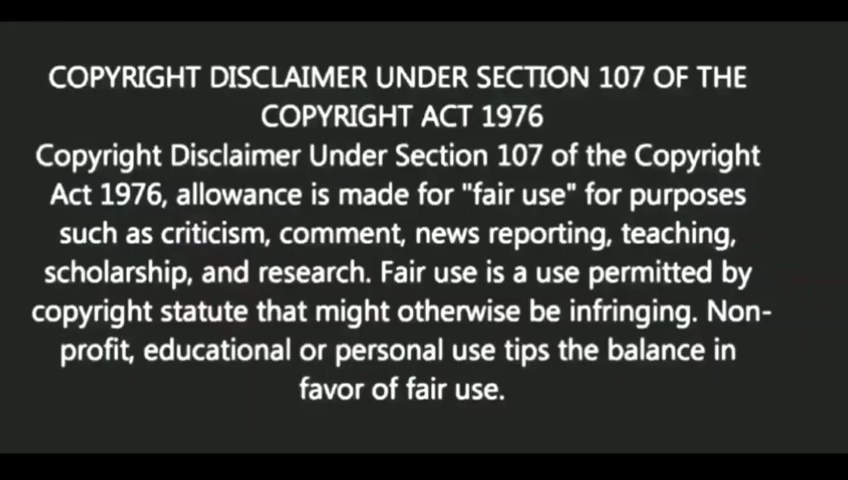 COPYRIGHT DISCLAIMER UNDER SECTION 107 OF THE
COPYRIGHT ACT 1976
Copyright Disclaimer Under Section 107 of the Copyright
Act 1976, allowance is made for "fair use" for purposes
such as criticism, comment, news reporting, teaching,
scholarship, and research. Fair use is a use permitted by
copyright statute that might otherwise be infringing. Non-
profit, educational or personal use tips the balance in
favor of fair use.